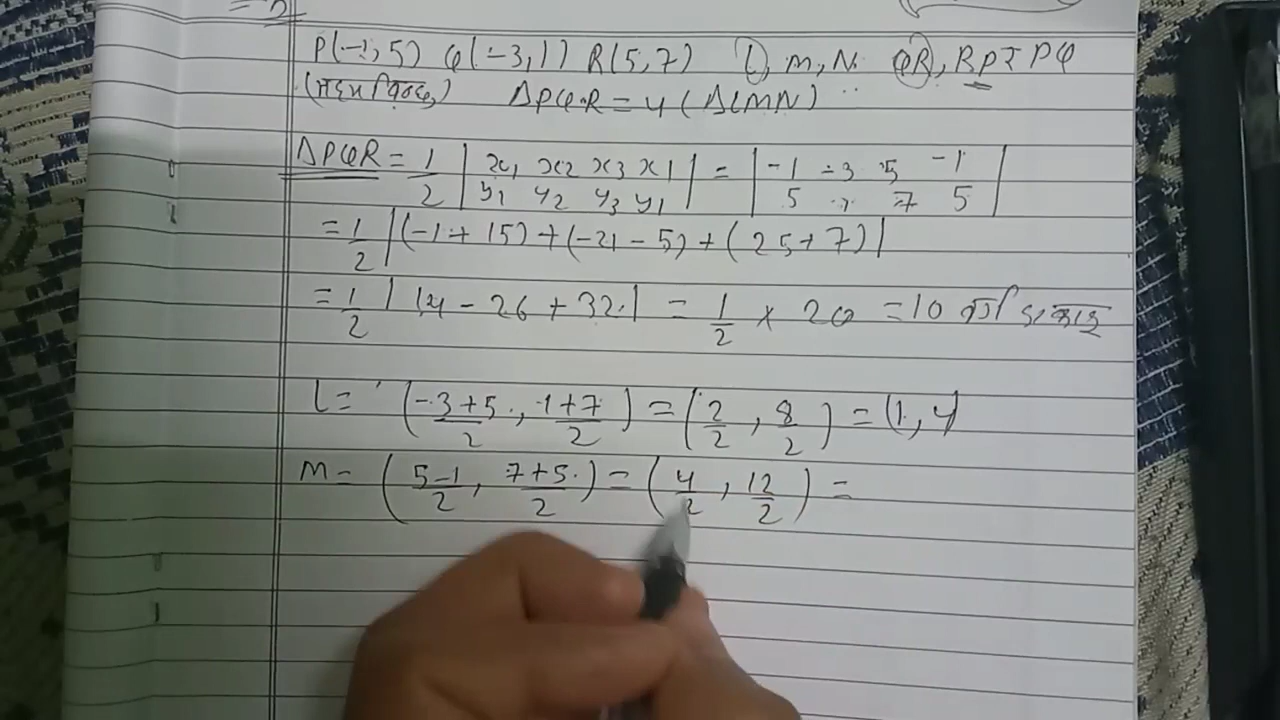 P(-1, 5) Q(-3, 1) R(5, 7) L, M, N. QR, RP र PQ
(मध्यबिन्दु) ΔPQR = 4 (ΔLMN)
ΔPQR = 1/2 | x1 x2 x3 x1 / y1 y2 y3 y1 | = | -1 -3 5 -1 / 5 1 7 5 |
= 1/2 |(-1 + 15) + (-21 - 5) + (25 + 7)|
= 1/2 | 14 - 26 + 32 | = 1/2 × 20 = 10 वर्ग इकाइ
L = (-3+5/2, 1+7/2) = (2/2, 8/2) = (1, 4)
M = (5-1/2, 7+5/2) = (4/2, 12/2) =